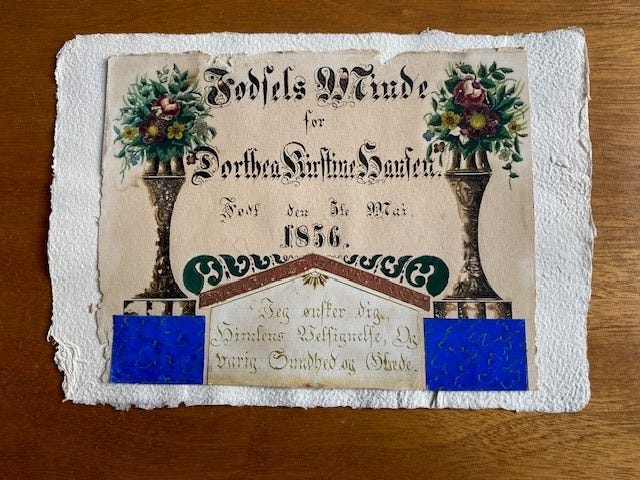 Fødsels Minde
for
Dorthea Kirstine Hansen.
Født den 5te Mai.
1856.
Jeg ønsker dig,
Himlens Velsignelse, Og
varig Sundhed og Glæde.